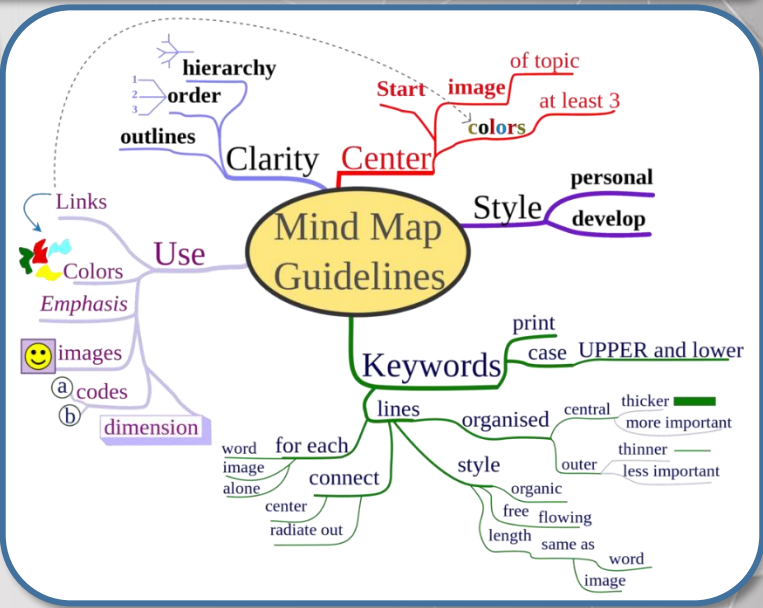 Mind Map
Guidelines
Clarity
hierarchy
1
2
3
order
outlines
Center
Start
image
of topic
colors
at least 3
Style
personal
develop
Keywords
print
case
UPPER and lower
lines
organised
central
thicker
more important
outer
thinner
less important
style
organic
free
flowing
length
same as
word
image
connect
center
radiate out
for each
word
image
alone
Use
Links
Colors
Emphasis
images
a
codes
b
dimension